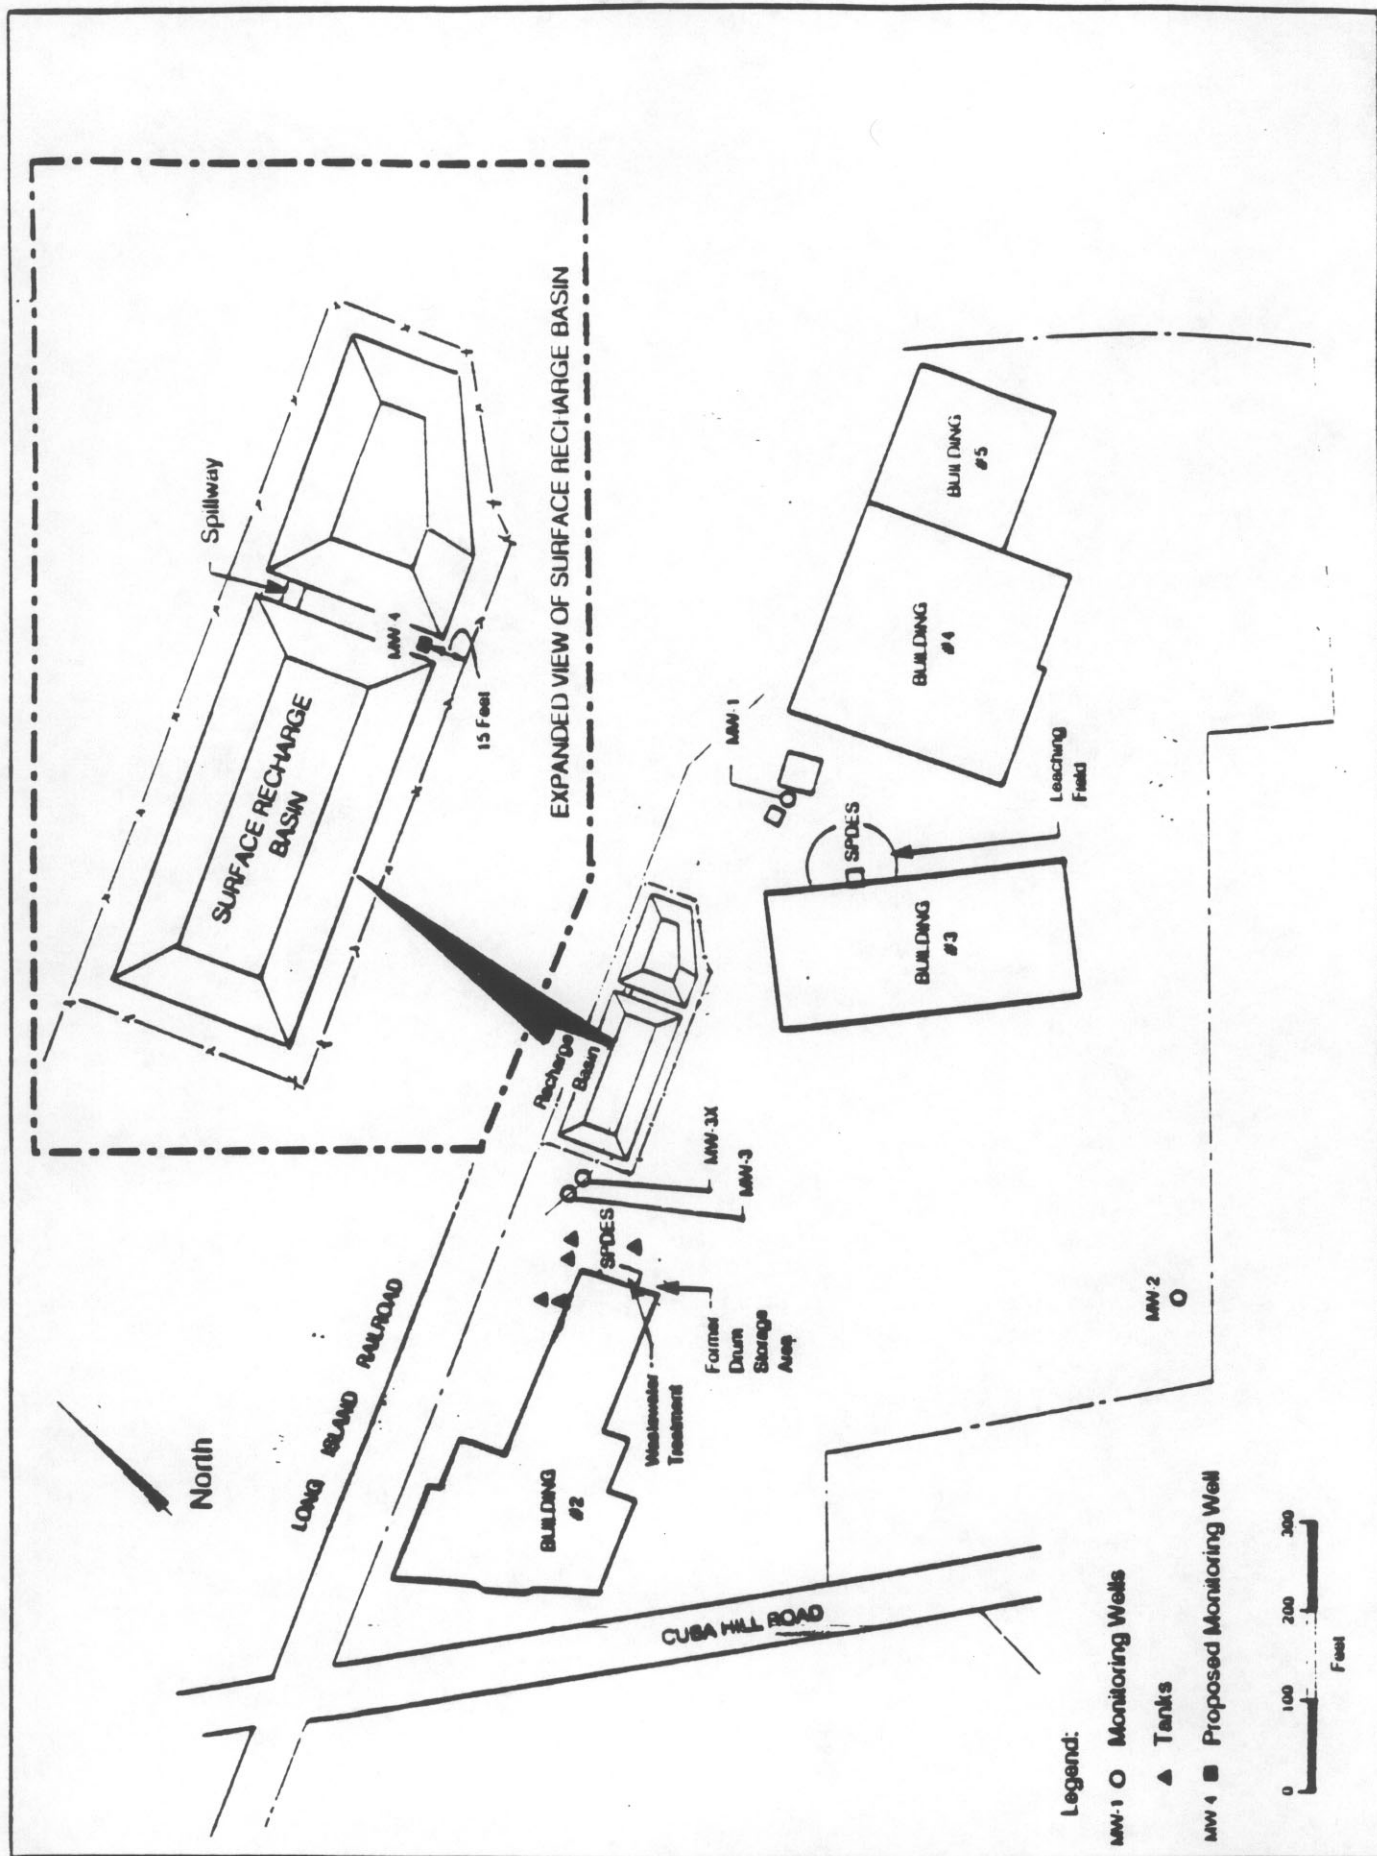 Spillway
SURFACE RECHARGE
BASIN
MW-4
15 Feet
EXPANDED VIEW OF SURFACE RECHARGE BASIN
North
LONG ISLAND RAILROAD
Recharge
Basin
MW-3X
MW-3
SPDES
Wastewater
Treatment
Former
Drum
Storage
Area
BUILDING
#2
CUBA HILL ROAD
MW-1
SPDES
Leaching
Field
BUILDING
#3
BUILDING
#4
BUILDING
#5
MW-2
Legend:
MW-1 Monitoring Wells
Tanks
MW 4 Proposed Monitoring Well
0 100 200 300
Feet